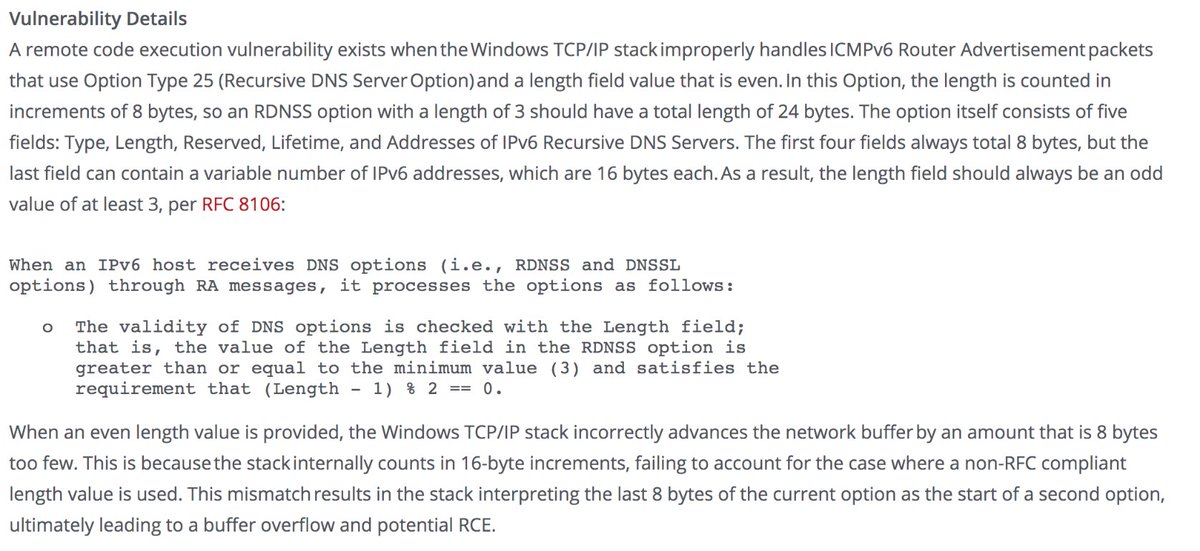 Vulnerability Details
A remote code execution vulnerability exists when the Windows TCP/IP stack improperly handles ICMPv6 Router Advertisement packets
that use Option Type 25 (Recursive DNS Server Option) and a length field value that is even. In this Option, the length is counted in
increments of 8 bytes, so an RDNSS option with a length of 3 should have a total length of 24 bytes. The option itself consists of five
fields: Type, Length, Reserved, Lifetime, and Addresses of IPv6 Recursive DNS Servers. The first four fields always total 8 bytes, but the
last field can contain a variable number of IPv6 addresses, which are 16 bytes each. As a result, the length field should always be an odd
value of at least 3, per RFC 8106:
When an IPv6 host receives DNS options (i.e., RDNSS and DNSSL
options) through RA messages, it processes the options as follows:
o The validity of DNS options is checked with the Length field;
that is, the value of the Length field in the RDNSS option is
greater than or equal to the minimum value (3) and satisfies the
requirement that (Length - 1) % 2 == 0.
When an even length value is provided, the Windows TCP/IP stack incorrectly advances the network buffer by an amount that is 8 bytes
too few. This is because the stack internally counts in 16-byte increments, failing to account for the case where a non-RFC compliant
length value is used. This mismatch results in the stack interpreting the last 8 bytes of the current option as the start of a second option,
ultimately leading to a buffer overflow and potential RCE.